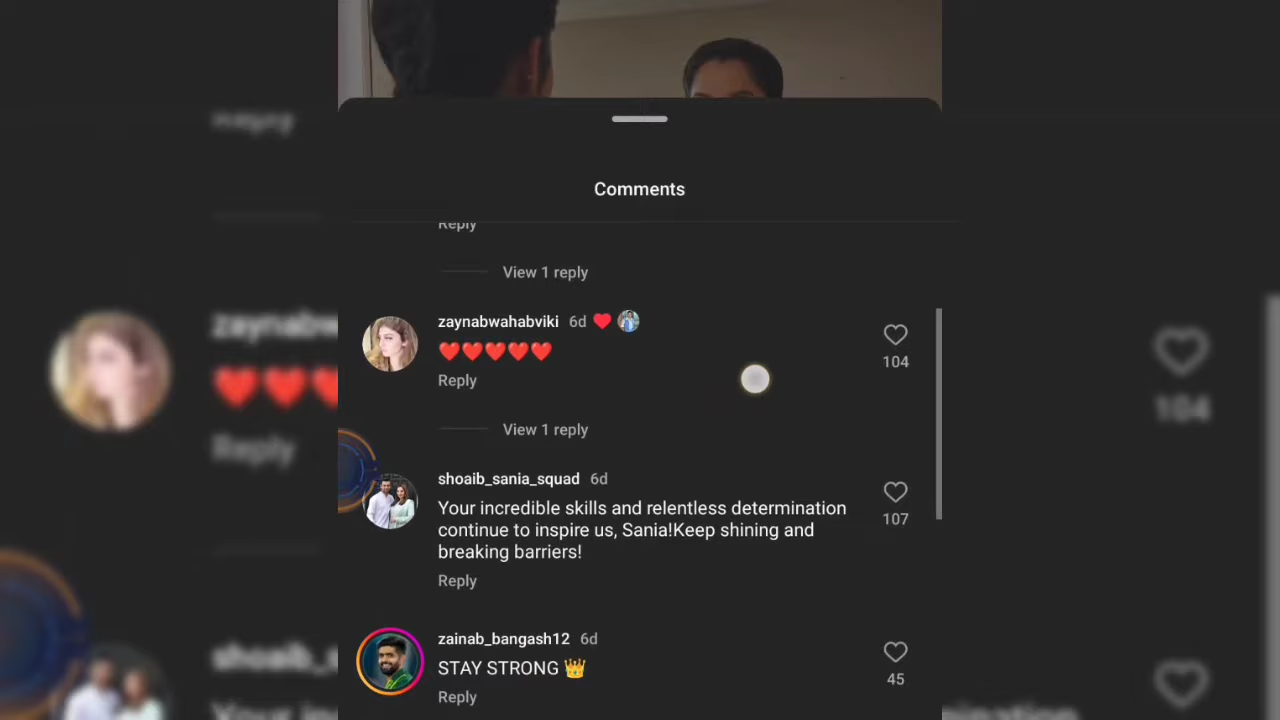 Comments
Reply
View 1 reply
zaynabwahabviki 6d ❤️
❤️❤️❤️❤️❤️
104
Reply
View 1 reply
shoaib_sania_squad 6d
Your incredible skills and relentless determination
continue to inspire us, Sania!Keep shining and
breaking barriers!
107
Reply
zainab_bangash12 6d
STAY STRONG 👑
45
Reply